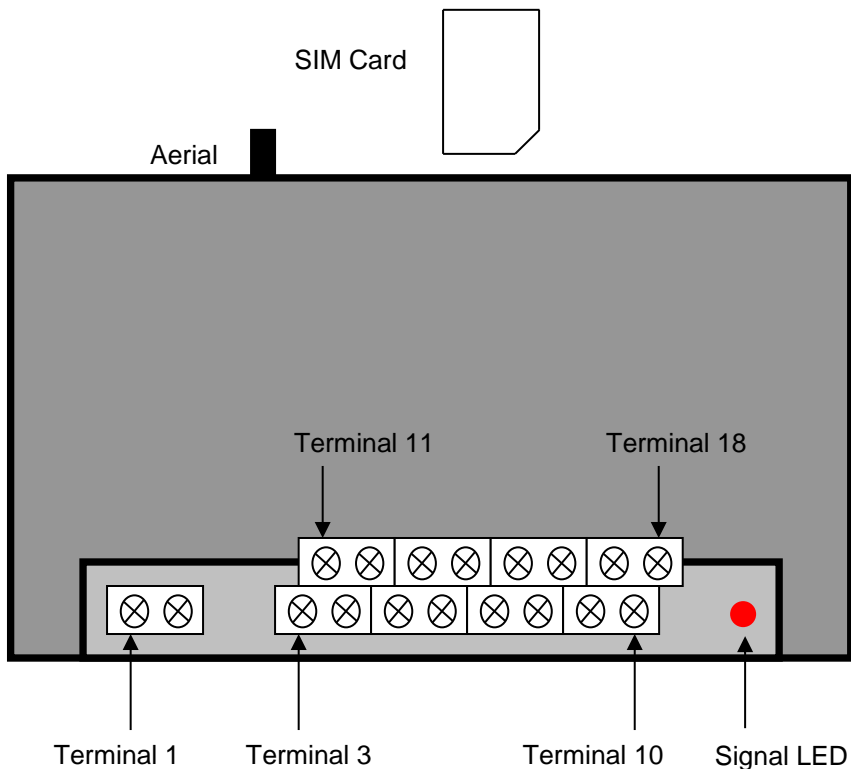 SIM Card
Aerial
Terminal 11
Terminal 18
Terminal 1
Terminal 3
Terminal 10
Signal LED